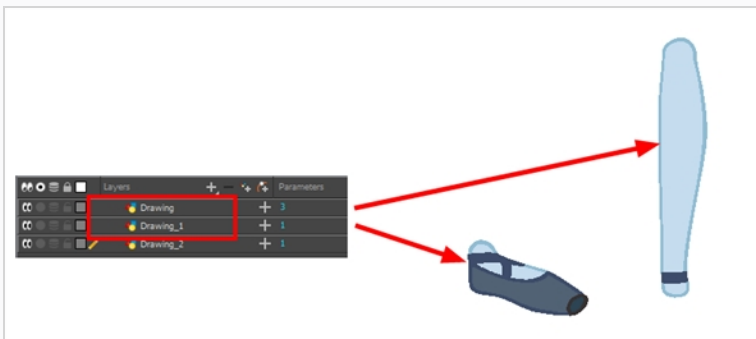 Layers Parameters
Drawing 3
Drawing_1 1
Drawing_2 1